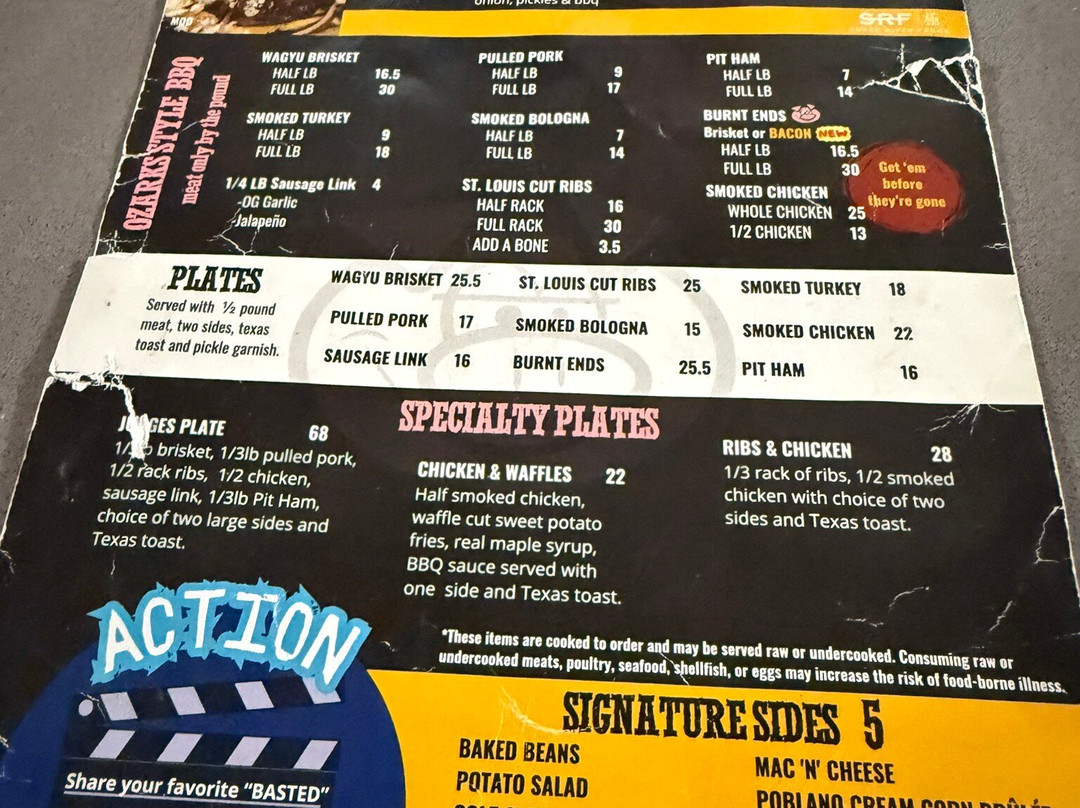 onion, pickles & bbq
MOO
SRF
OZARKS STYLE BBQ
meat only by the pound
WAGYU BRISKET
HALF LB 16.5
FULL LB 30
SMOKED TURKEY
HALF LB 9
FULL LB 18
1/4 LB Sausage Link 4
-OG Garlic
-Jalapeño
PULLED PORK
HALF LB 9
FULL LB 17
SMOKED BOLOGNA
HALF LB 7
FULL LB 14
ST. LOUIS CUT RIBS
HALF RACK 16
FULL RACK 30
ADD A BONE 3.5
PIT HAM
HALF LB 7
FULL LB 14
BURNT ENDS
Brisket or BACON NEW
HALF LB 16.5
FULL LB 30
SMOKED CHICKEN
WHOLE CHICKEN 25
1/2 CHICKEN 13
Get 'em
before
they're gone
PLATES
Served with ½ pound
meat, two sides, texas
toast and pickle garnish.
WAGYU BRISKET 25.5
PULLED PORK 17
SAUSAGE LINK 16
ST. LOUIS CUT RIBS 25
SMOKED BOLOGNA 15
BURNT ENDS 25.5
SMOKED TURKEY 18
SMOKED CHICKEN 22
PIT HAM 16
SPECIALTY PLATES
JUDGES PLATE 68
brisket, 1/3lb pulled pork,
1/2 rack ribs, 1/2 chicken,
sausage link, 1/3lb Pit Ham,
choice of two large sides and
Texas toast.
CHICKEN & WAFFLES 22
Half smoked chicken,
waffle cut sweet potato
fries, real maple syrup,
BBQ sauce served with
one side and Texas toast.
RIBS & CHICKEN 28
1/3 rack of ribs, 1/2 smoked
chicken with choice of two
sides and Texas toast.
*These items are cooked to order and may be served raw or undercooked. Consuming raw or
undercooked meats, poultry, seafood, shellfish, or eggs may increase the risk of food-borne illness.
ACTION
Share your favorite "BASTED"
SIGNATURE SIDES 5
BAKED BEANS
POTATO SALAD
MAC 'N' CHEESE
POBLANO CREAM CORN BRÛLÉE